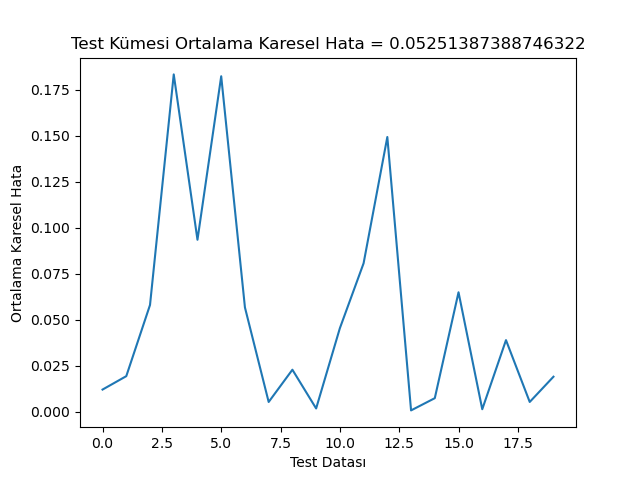 Test Kümesi Ortalama Karesel Hata = 0.05251387388746322
Ortalama Karesel Hata
0.175
0.150
0.125
0.100
0.075
0.050
0.025
0.000
0.0 2.5 5.0 7.5 10.0 12.5 15.0 17.5
Test Datası